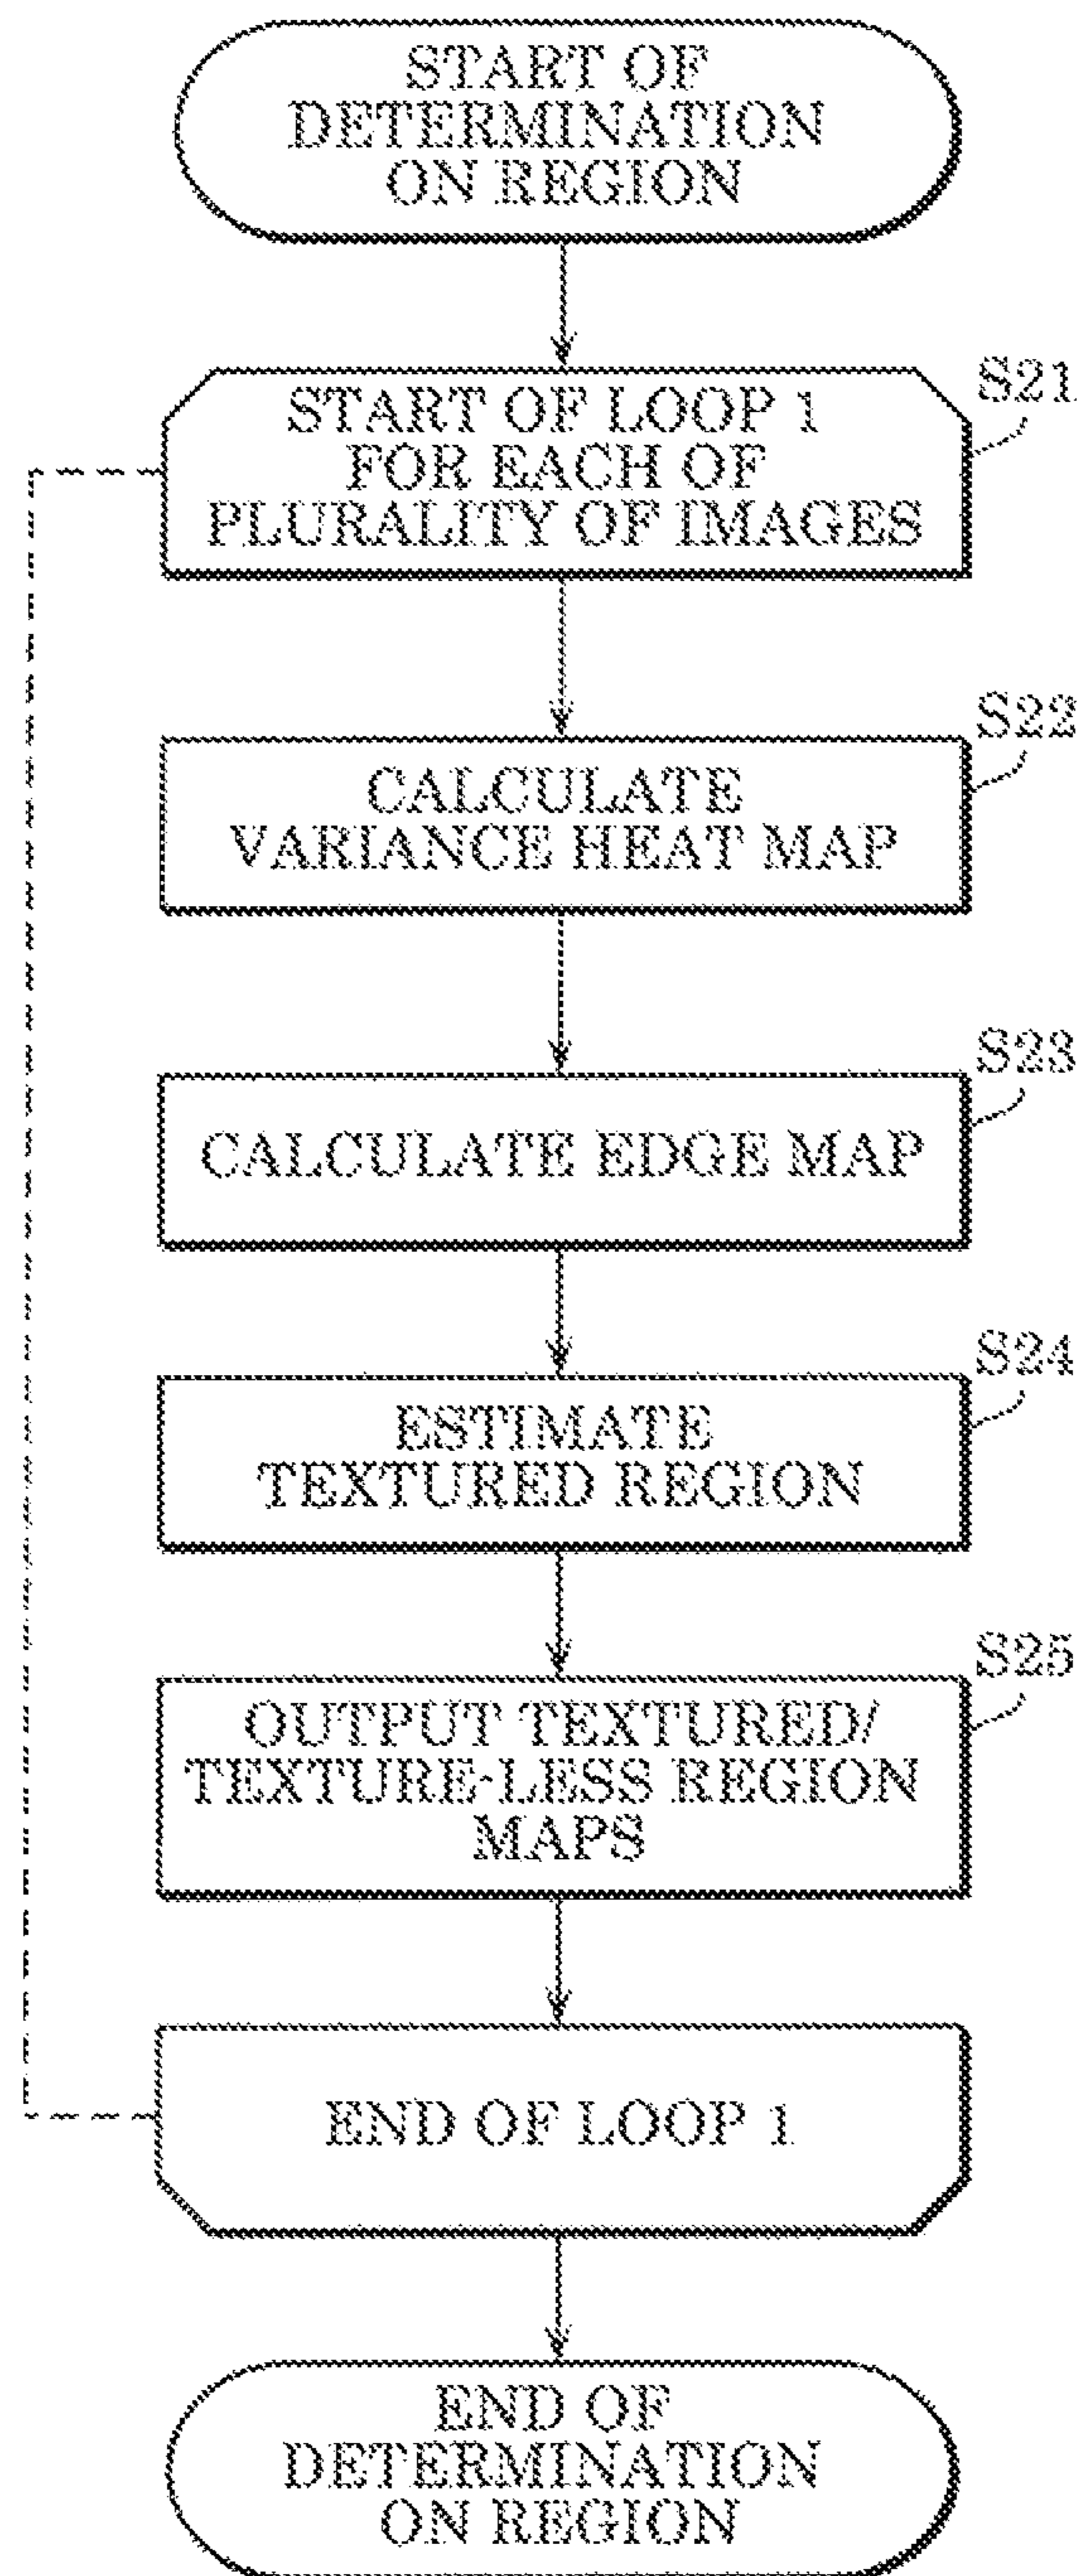 START OF
DETERMINATION
ON REGION
START OF LOOP 1
FOR EACH OF
PLURALITY OF IMAGES
S21
CALCULATE
VARIANCE HEAT MAP
S22
CALCULATE EDGE MAP
S23
ESTIMATE
TEXTURED REGION
S24
OUTPUT TEXTURED/
TEXTURE-LESS REGION
MAPS
S25
END OF LOOP 1
END OF
DETERMINATION
ON REGION